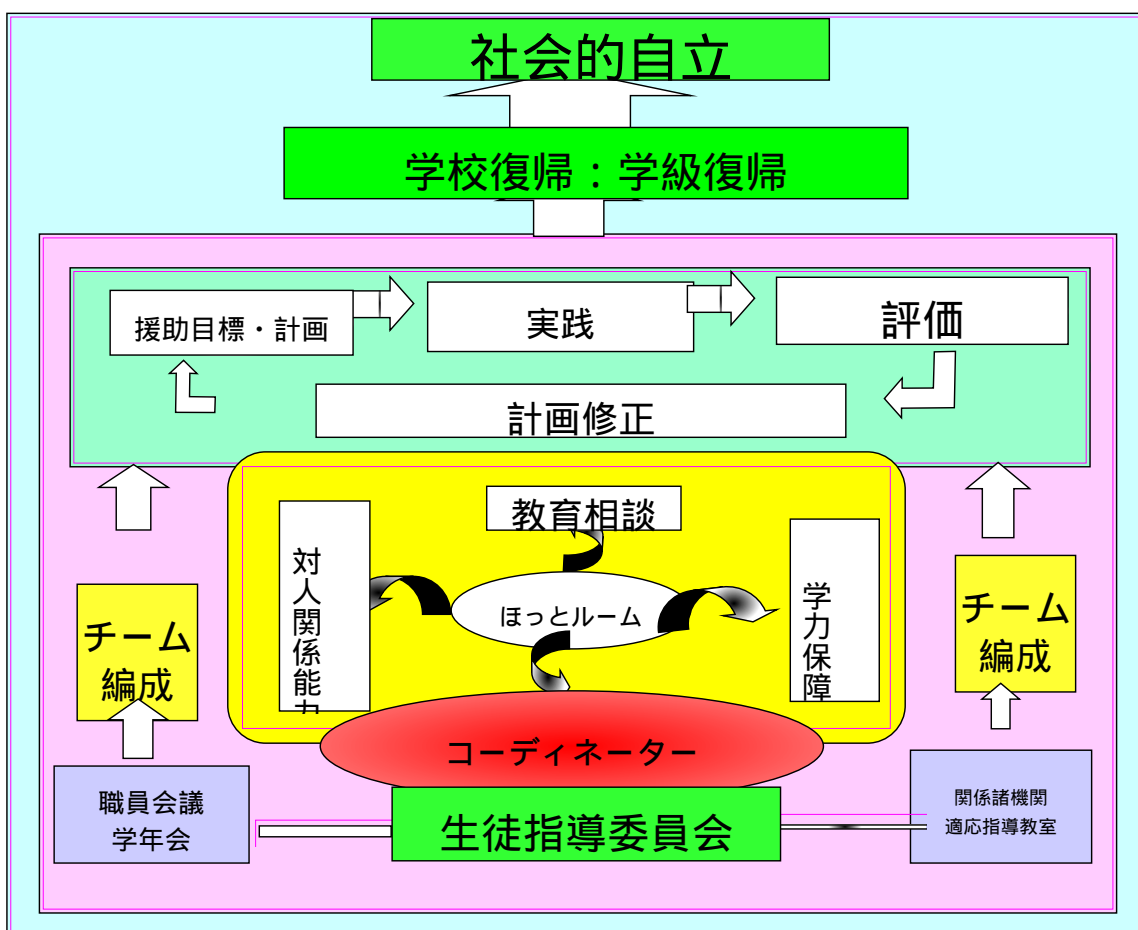 社会的自立
学校復帰：学級復帰
援助目標・計画
実践
評価
計画修正
教育相談
対人関係能力
ほっとルーム
学力保障
チーム
編成
チーム
編成
コーディネーター
職員会議
学年会
生徒指導委員会
関係諸機関
適応指導教室